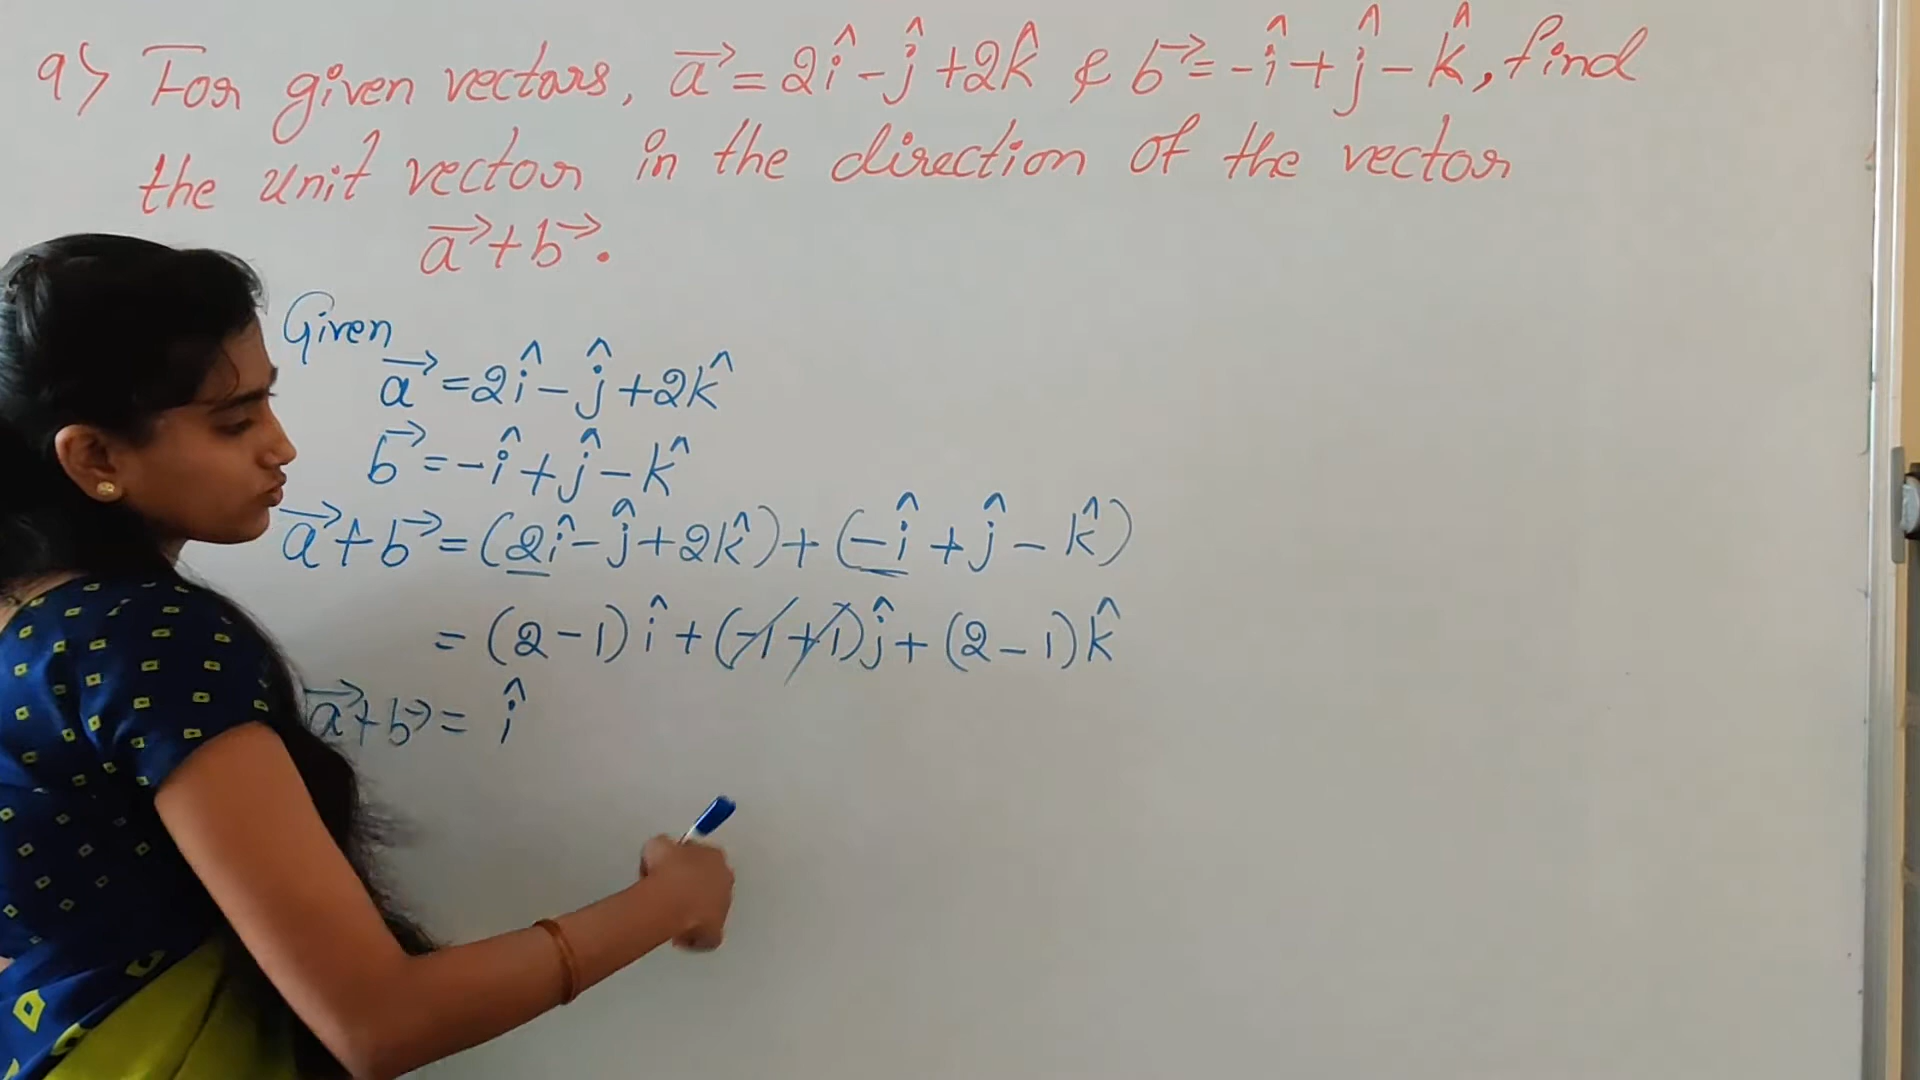 9) For given vectors, a⃗ = 2î - ĵ + 2k̂ & b⃗ = -î + ĵ - k̂, find
the unit vector in the direction of the vector
a⃗ + b⃗.
Given
a⃗ = 2î - ĵ + 2k̂
b⃗ = -î + ĵ - k̂
a⃗ + b⃗ = (2î - ĵ + 2k̂) + (-î + ĵ - k̂)
= (2 - 1)î + (-1 + 1)ĵ + (2 - 1)k̂
a⃗ + b⃗ = î